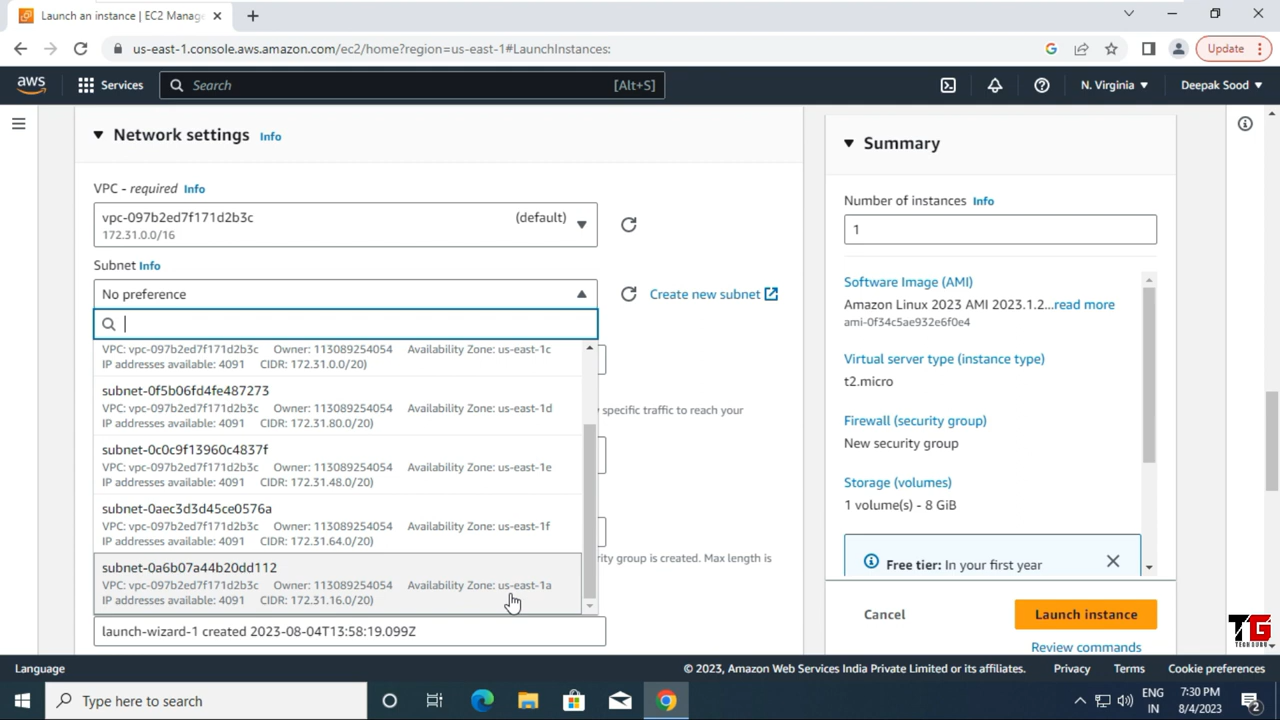 Launch an instance | EC2 Manag
us-east-1.console.aws.amazon.com/ec2/home?region=us-east-1#LaunchInstances:
Update
aws
Services
Search
[Alt+S]
N. Virginia
Deepak Sood
Network settings Info
VPC - required Info
vpc-097b2ed7f171d2b3c (default)
172.31.0.0/16
Subnet Info
No preference
Create new subnet
VPC: vpc-097b2ed7f171d2b3c Owner: 113089254054 Availability Zone: us-east-1c
IP addresses available: 4091 CIDR: 172.31.0.0/20)
subnet-0f5b06fd4fe487273
VPC: vpc-097b2ed7f171d2b3c Owner: 113089254054 Availability Zone: us-east-1d
IP addresses available: 4091 CIDR: 172.31.80.0/20)
specific traffic to reach your
subnet-0c0c9f13960c4837f
VPC: vpc-097b2ed7f171d2b3c Owner: 113089254054 Availability Zone: us-east-1e
IP addresses available: 4091 CIDR: 172.31.48.0/20)
subnet-0aec3d3d45ce0576a
VPC: vpc-097b2ed7f171d2b3c Owner: 113089254054 Availability Zone: us-east-1f
IP addresses available: 4091 CIDR: 172.31.64.0/20)
rity group is created. Max length is
subnet-0a6b07a44b20dd112
VPC: vpc-097b2ed7f171d2b3c Owner: 113089254054 Availability Zone: us-east-1a
IP addresses available: 4091 CIDR: 172.31.16.0/20)
launch-wizard-1 created 2023-08-04T13:58:19.099Z
Summary
Number of instances Info
1
Software Image (AMI)
Amazon Linux 2023 AMI 2023.1.2...read more
ami-0f34c5ae932e6f0e4
Virtual server type (instance type)
t2.micro
Firewall (security group)
New security group
Storage (volumes)
1 volume(s) - 8 GiB
Free tier: In your first year
Cancel
Launch instance
Review commands
TG
TECH GURU
Language
© 2023, Amazon Web Services India Private Limited or its affiliates.
Privacy
Terms
Cookie preferences
Type here to search
ENG
IN
7:30 PM
8/4/2023
2